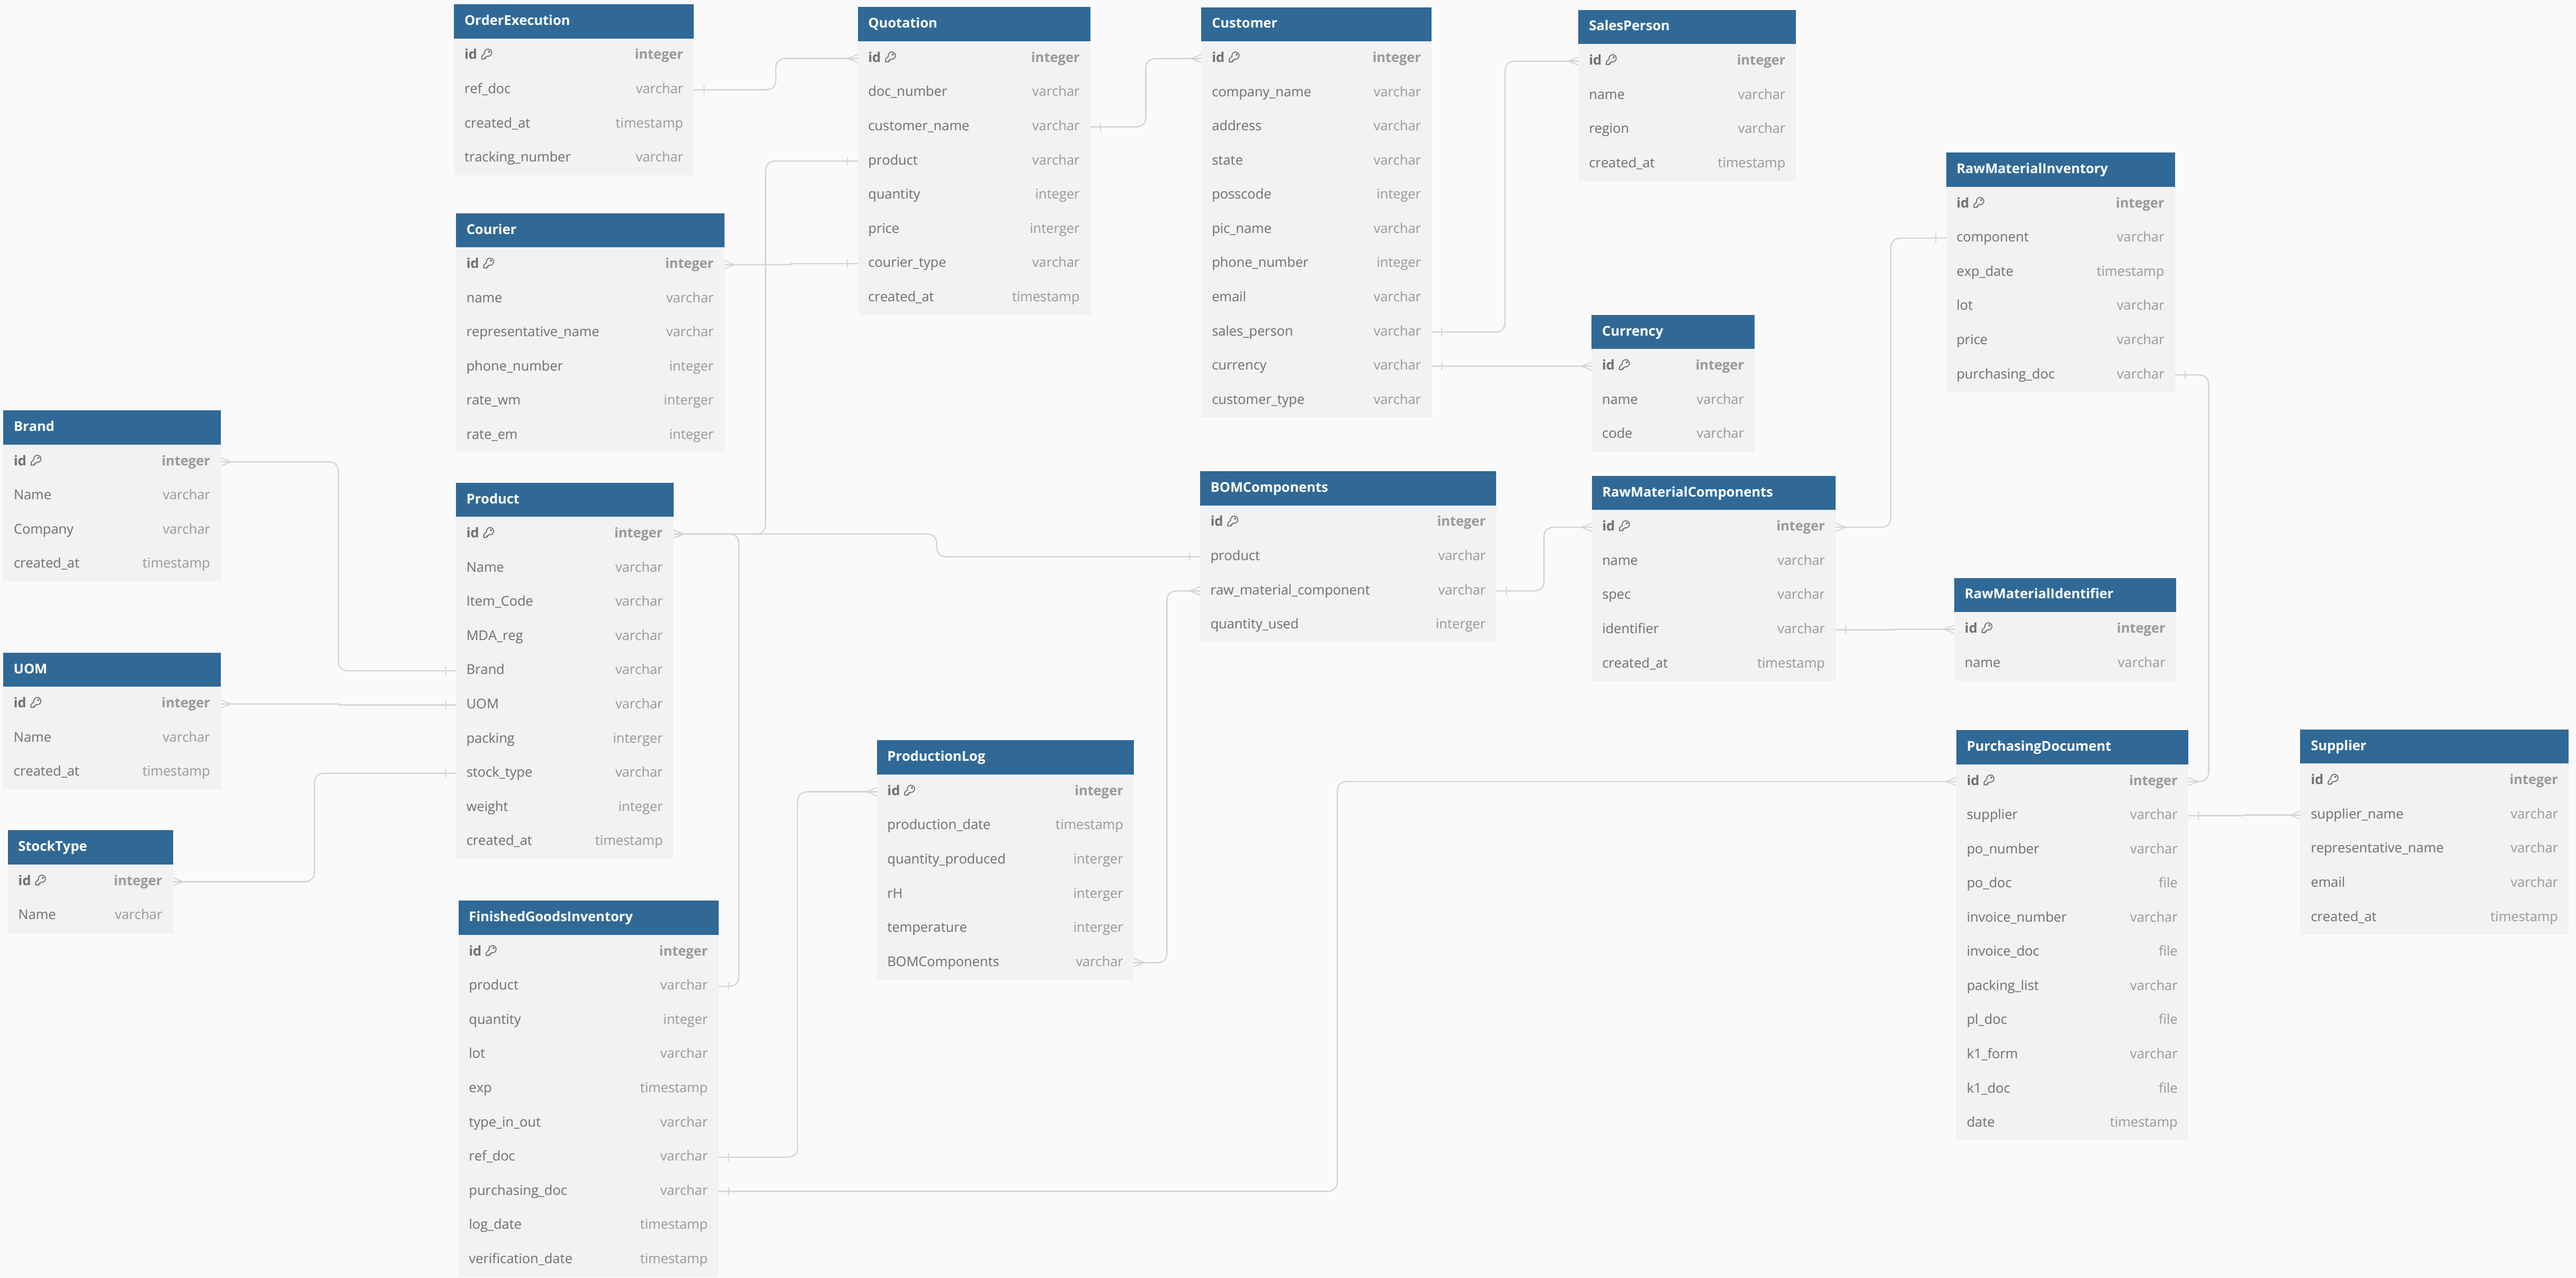 OrderExecution
id integer
ref_doc varchar
created_at timestamp
tracking_number varchar
Quotation
id integer
doc_number varchar
customer_name varchar
product varchar
quantity integer
price interger
courier_type varchar
created_at timestamp
Customer
id integer
company_name varchar
address varchar
state varchar
posscode integer
pic_name varchar
phone_number integer
email varchar
sales_person varchar
currency varchar
customer_type varchar
SalesPerson
id integer
name varchar
region varchar
created_at timestamp
RawMaterialInventory
id integer
component varchar
exp_date timestamp
lot varchar
price varchar
purchasing_doc varchar
Courier
id integer
name varchar
representative_name varchar
phone_number integer
rate_wm interger
rate_em integer
Currency
id integer
name varchar
code varchar
Brand
id integer
Name varchar
Company varchar
created_at timestamp
Product
id integer
Name varchar
Item_Code varchar
MDA_reg varchar
Brand varchar
UOM varchar
packing interger
stock_type varchar
weight integer
created_at timestamp
BOMComponents
id integer
product varchar
raw_material_component varchar
quantity_used interger
RawMaterialComponents
id integer
name varchar
spec varchar
identifier varchar
created_at timestamp
RawMaterialIdentifier
id integer
name varchar
UOM
id integer
Name varchar
created_at timestamp
StockType
id integer
Name varchar
ProductionLog
id integer
production_date timestamp
quantity_produced interger
rH interger
temperature interger
BOMComponents varchar
PurchasingDocument
id integer
supplier varchar
po_number varchar
po_doc file
invoice_number varchar
invoice_doc file
packing_list varchar
pl_doc file
k1_form varchar
k1_doc file
date timestamp
Supplier
id integer
supplier_name varchar
representative_name varchar
email varchar
created_at timestamp
FinishedGoodsInventory
id integer
product varchar
quantity integer
lot varchar
exp timestamp
type_in_out varchar
ref_doc varchar
purchasing_doc varchar
log_date timestamp
verification_date timestamp